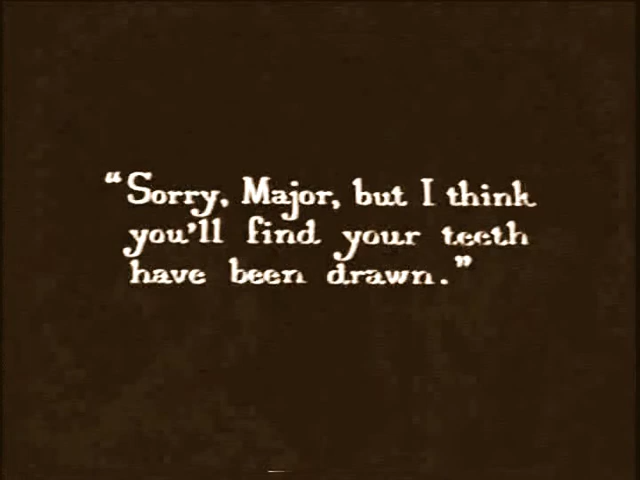 “Sorry, Major, but I think
you'll find your teeth
have been drawn.”